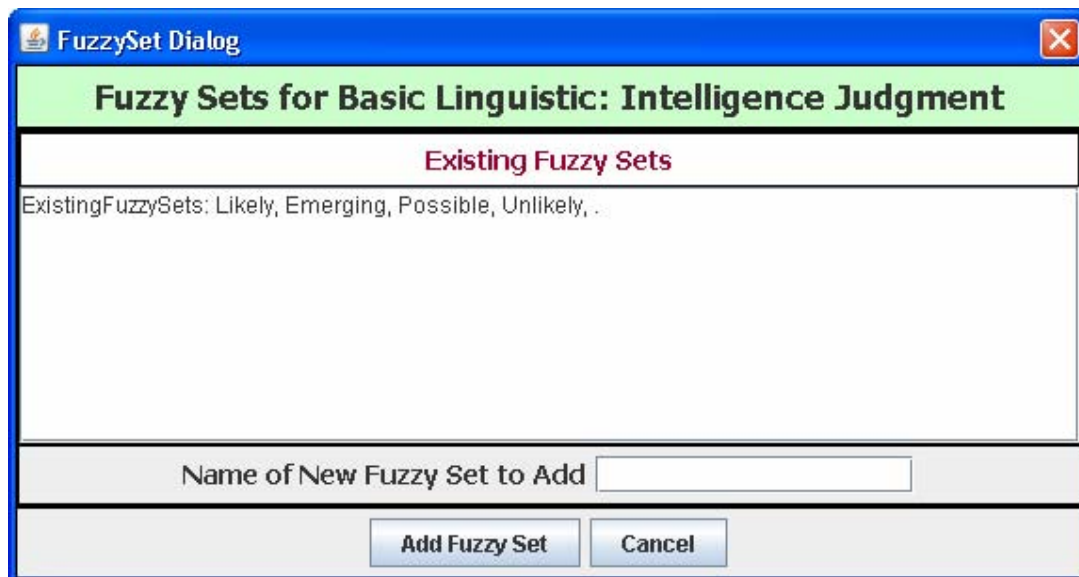 FuzzySet Dialog
Fuzzy Sets for Basic Linguistic: Intelligence Judgment
Existing Fuzzy Sets
ExistingFuzzySets: Likely, Emerging, Possible, Unlikely, .
Name of New Fuzzy Set to Add
Add Fuzzy Set Cancel